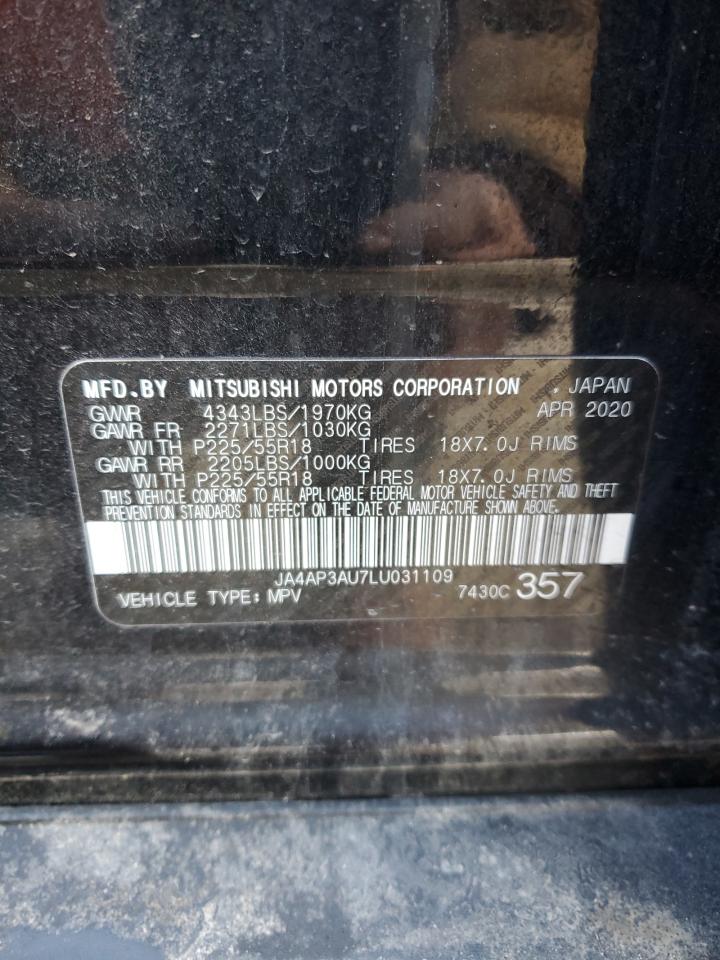 MFD.BY MITSUBISHI MOTORS CORPORATION , JAPAN
GVWR 4343LBS/1970KG APR 2020
GAWR FR 2271LBS/1030KG
WITH P225/55R18 TIRES 18X7.0J RIMS
GAWR RR 2205LBS/1000KG
WITH P225/55R18 TIRES 18X7.0J RIMS
THIS VEHICLE CONFORMS TO ALL APPLICABLE FEDERAL MOTOR VEHICLE SAFETY AND THEFT
PREVENTION STANDARDS IN EFFECT ON THE DATE OF MANUFACTURE SHOWN ABOVE.
JA4AP3AU7LU031109
VEHICLE TYPE: MPV 7430C 357